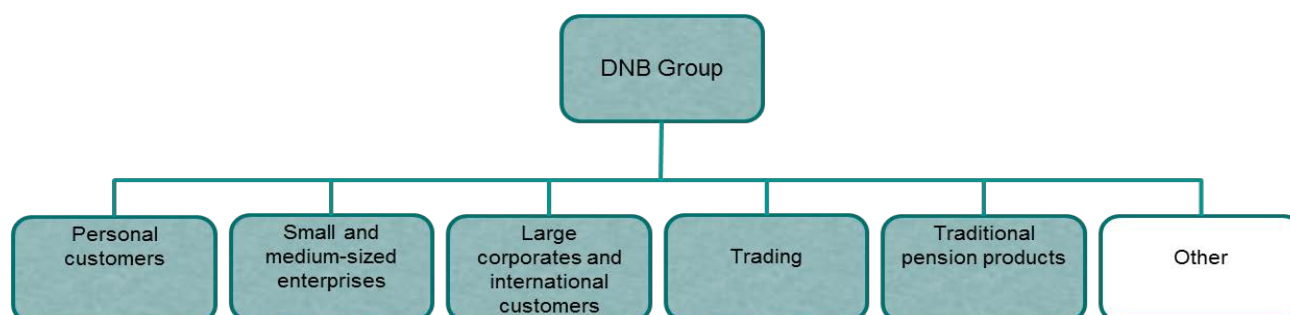 DNB Group
Personal
customers
Small and
medium-sized
enterprises
Large
corporates and
international
customers
Trading
Traditional
pension products
Other